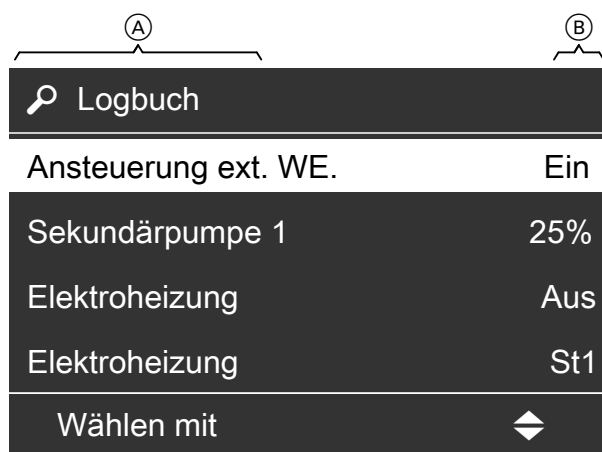 Ⓐ Ⓑ
Logbuch
Ansteuerung ext. WE. Ein
Sekundärpumpe 1 25%
Elektroheizung Aus
Elektroheizung St1
Wählen mit